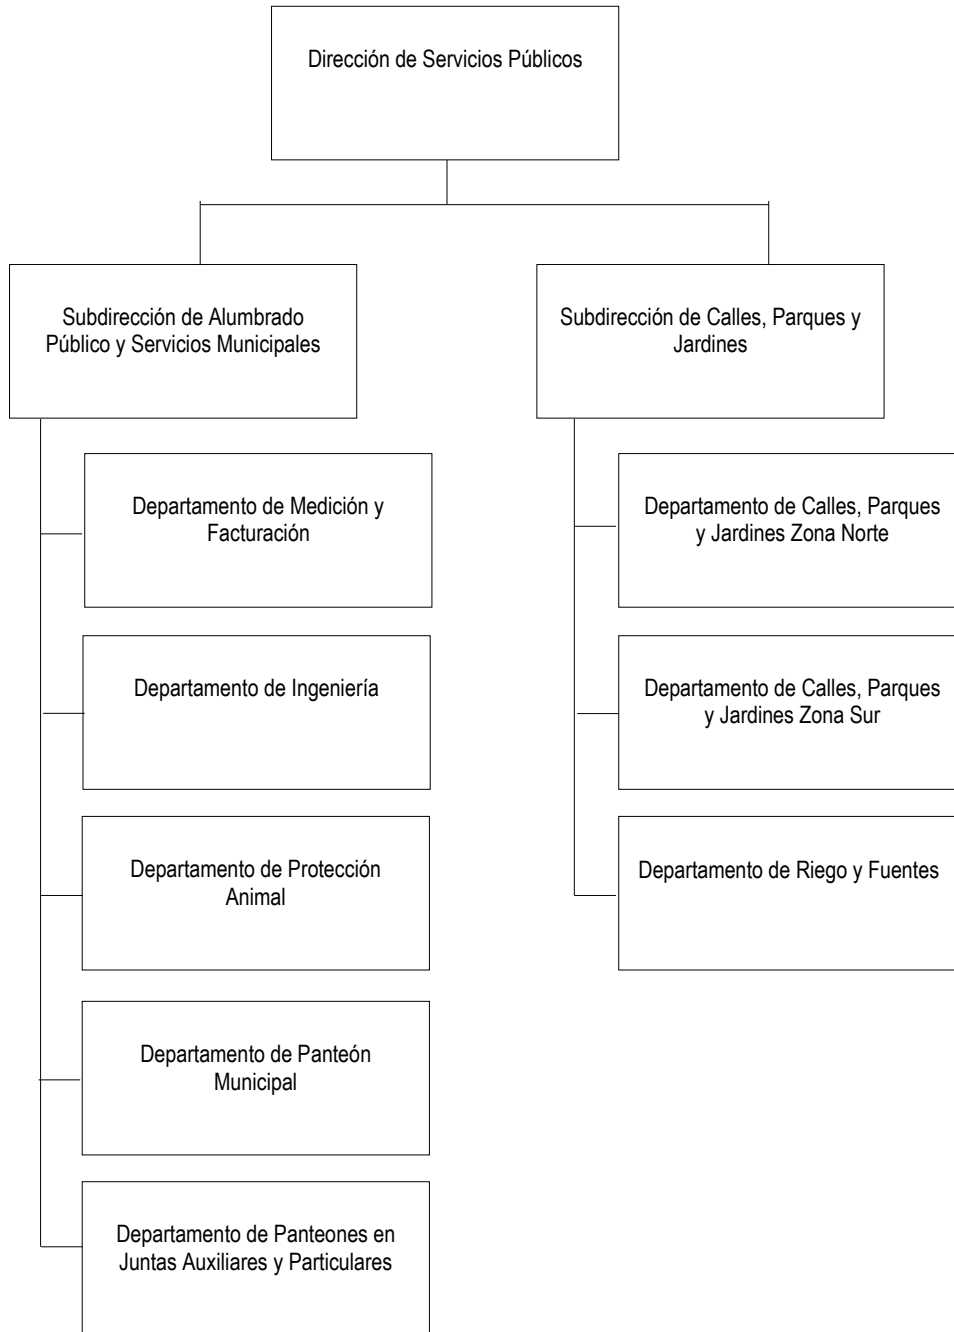 Dirección de Servicios Públicos
Subdirección de Alumbrado
Público y Servicios Municipales
Subdirección de Calles, Parques y
Jardines
Departamento de Medición y
Facturación
Departamento de Calles, Parques
y Jardines Zona Norte
Departamento de Ingeniería
Departamento de Calles, Parques
y Jardines Zona Sur
Departamento de Protección
Animal
Departamento de Riego y Fuentes
Departamento de Panteón
Municipal
Departamento de Panteones en
Juntas Auxiliares y Particulares